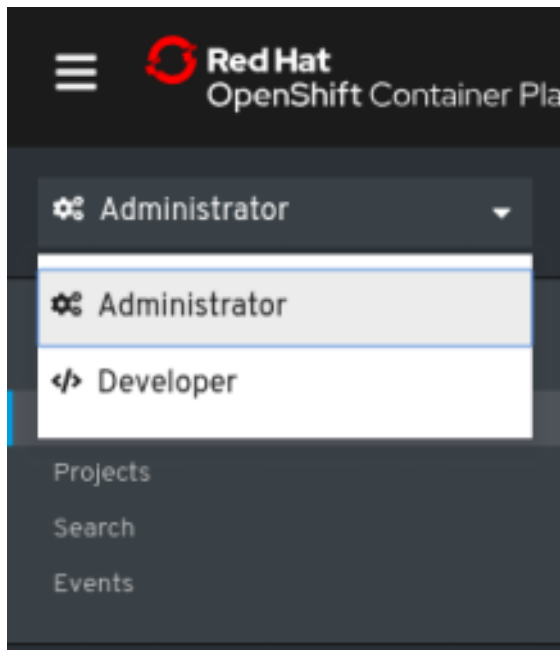 Red Hat
OpenShift Container Pla
Administrator
Administrator
Developer
Projects
Search
Events